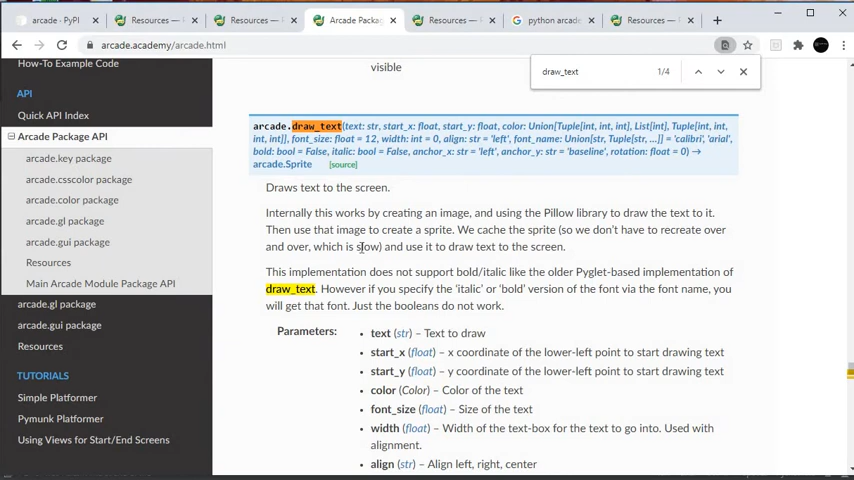 arcade · PyPI
Resources —
Resources —
Arcade Packag
Resources —
python arcade
Resources —
arcade.academy/arcade.html
draw_text
1/4
How-To Example Code
API
Quick API Index
Arcade Package API
arcade.key package
arcade.csscolor package
arcade.color package
arcade.gl package
arcade.gui package
Resources
Main Arcade Module Package API
arcade.gl package
arcade.gui package
Resources
TUTORIALS
Simple Platformer
Pymunk Platformer
Using Views for Start/End Screens
visible
arcade.draw_text(text: str, start_x: float, start_y: float, color: Union[Tuple[int, int, int], List[int], Tuple[int, int,
int, int]], font_size: float = 12, width: int = 0, align: str = 'left', font_name: Union[str, Tuple[str, ...]] = 'calibri', 'arial',
bold: bool = False, italic: bool = False, anchor_x: str = 'left', anchor_y: str = 'baseline', rotation: float = 0) →
arcade.Sprite [source]
Draws text to the screen.
Internally this works by creating an image, and using the Pillow library to draw the text to it.
Then use that image to create a sprite. We cache the sprite (so we don't have to recreate over
and over, which is slow) and use it to draw text to the screen.
This implementation does not support bold/italic like the older Pyglet-based implementation of
draw_text. However if you specify the 'italic' or 'bold' version of the font via the font name, you
will get that font. Just the booleans do not work.
Parameters:
• text (str) – Text to draw
• start_x (float) – x coordinate of the lower-left point to start drawing text
• start_y (float) – y coordinate of the lower-left point to start drawing text
• color (Color) – Color of the text
• font_size (float) – Size of the text
• width (float) – Width of the text-box for the text to go into. Used with
alignment.
• align (str) – Align left, right, center